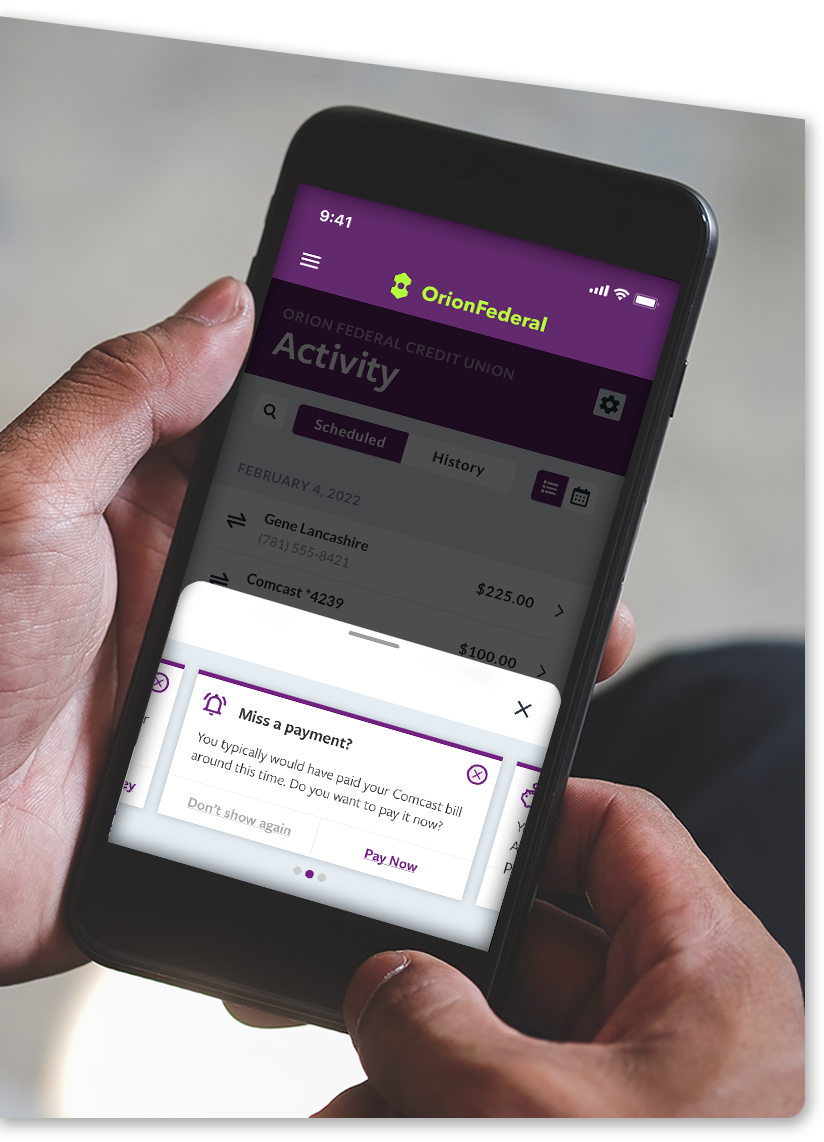 9:41
OrionFederal
ORION FEDERAL CREDIT UNION
Activity
Scheduled
History
FEBRUARY 4, 2022
Gene Lancashire
(781) 555-8421
$225.00
Comcast *4239
$100.00
Miss a payment?
You typically would have paid your Comcast bill
around this time. Do you want to pay it now?
Don't show again
Pay Now